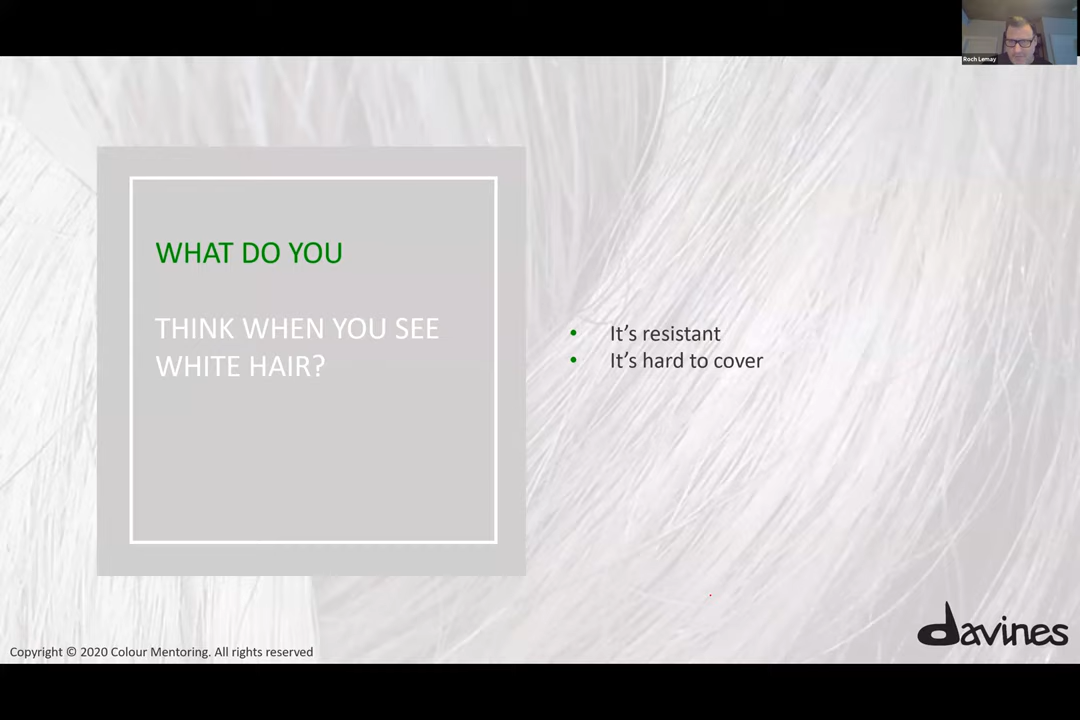 Roch Lemay
WHAT DO YOU
THINK WHEN YOU SEE
WHITE HAIR?
• It’s resistant
• It’s hard to cover
davines
Copyright © 2020 Colour Mentoring. All rights reserved